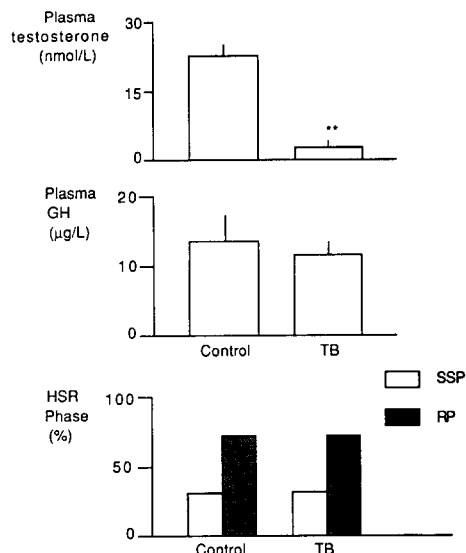 Plasma
testosterone
(nmol/L)
30
15
0
**
Plasma
GH
(µg/L)
20
10
0
Control TB
SSP
RP
HSR
Phase
(%)
100
50
0
Control TB